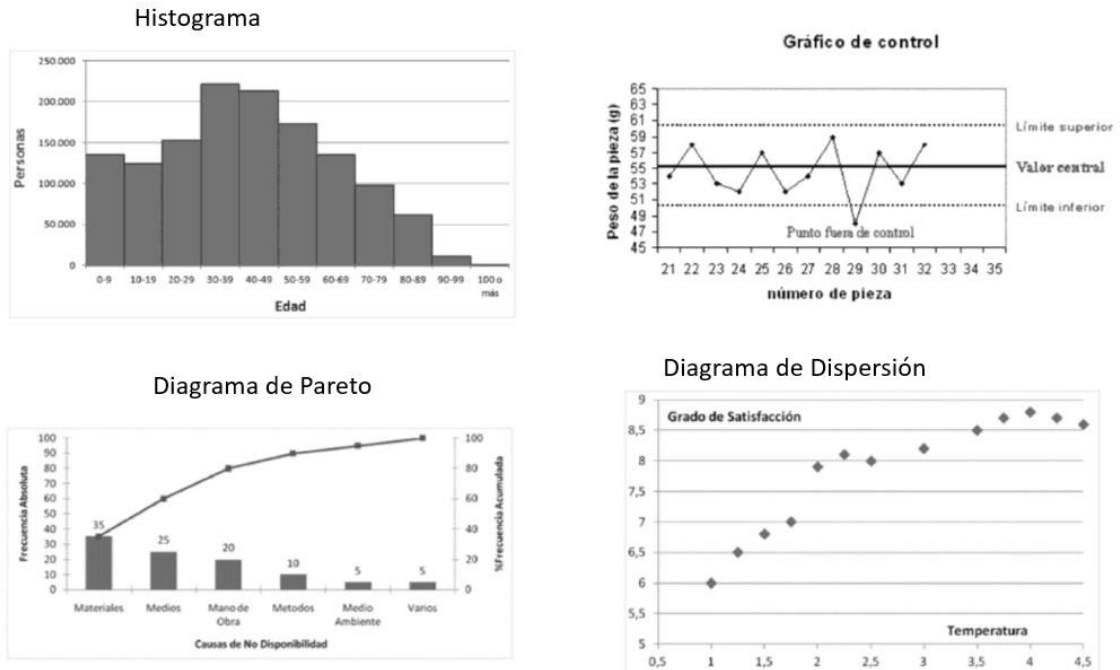 Histograma
250.000
200.000
150.000
100.000
50.000
0
Personas
0-9 10-19 20-29 30-39 40-49 50-59 60-69 70-79 80-89 90-99 100 o
más
Edad
Gráfico de control
65
63
61
59
57
55
53
51
49
47
45
Peso de la pieza (g)
Límite superior
Valor central
Límite inferior
Punto fuera de control
21 22 23 24 25 26 27 28 29 30 31 32 33 34 35
número de pieza
Diagrama de Pareto
100
90
80
70
60
50
40
30
20
10
0
Frecuencia Absoluta
35
25
20
10
5
5
100
80
60
40
20
0
%Frecuencia Acumulada
Materiales Medios Mano de Metodos Medio Varios
Obra Ambiente
Causas de No Disponibilidad
Diagrama de Dispersión
9
8,5
8
7,5
7
6,5
6
5,5
5
Grado de Satisfacción
Temperatura
0,5 1 1,5 2 2,5 3 3,5 4 4,5